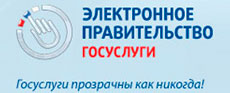 ЭЛЕКТРОННОЕ
ПРАВИТЕЛЬСТВО
ГОСУСЛУГИ
Госуслуги прозрачны как никогда!